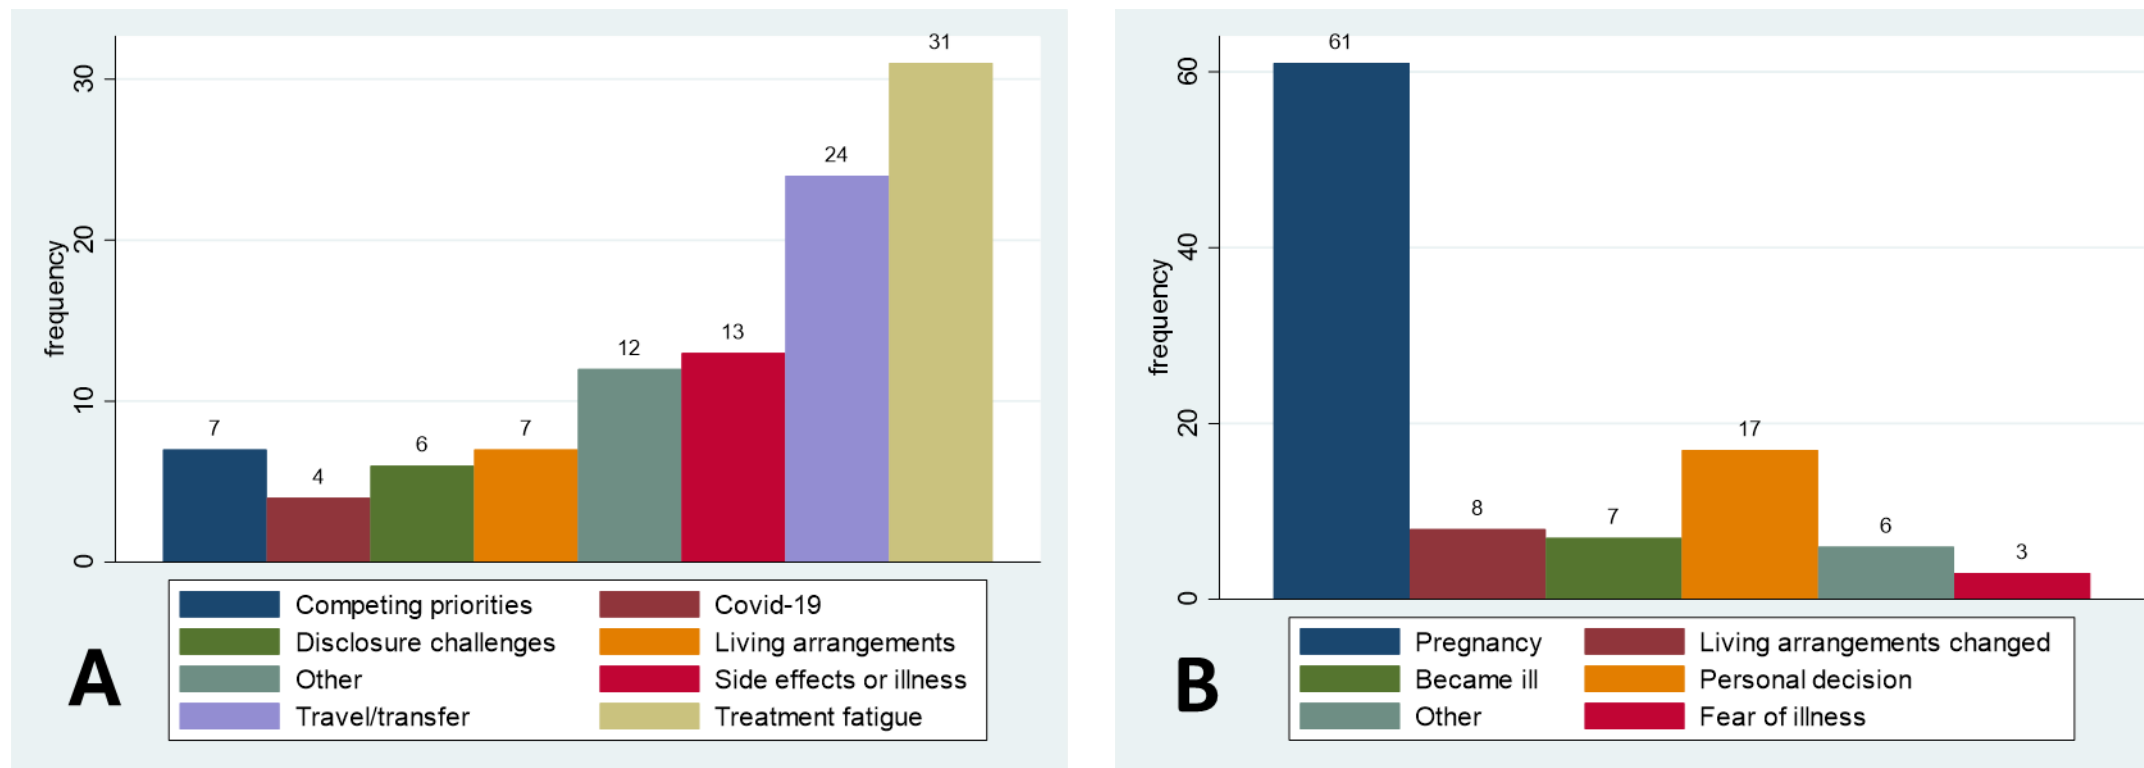 31
30
24
20
13
12
10
7
4
6
7
0
frequency
Competing priorities
Covid-19
Disclosure challenges
Living arrangements
Other
Side effects or illness
Travel/transfer
Treatment fatigue
A
61
60
40
20
17
8
7
6
3
0
frequency
Pregnancy
Living arrangements changed
Became ill
Personal decision
Other
Fear of illness
B